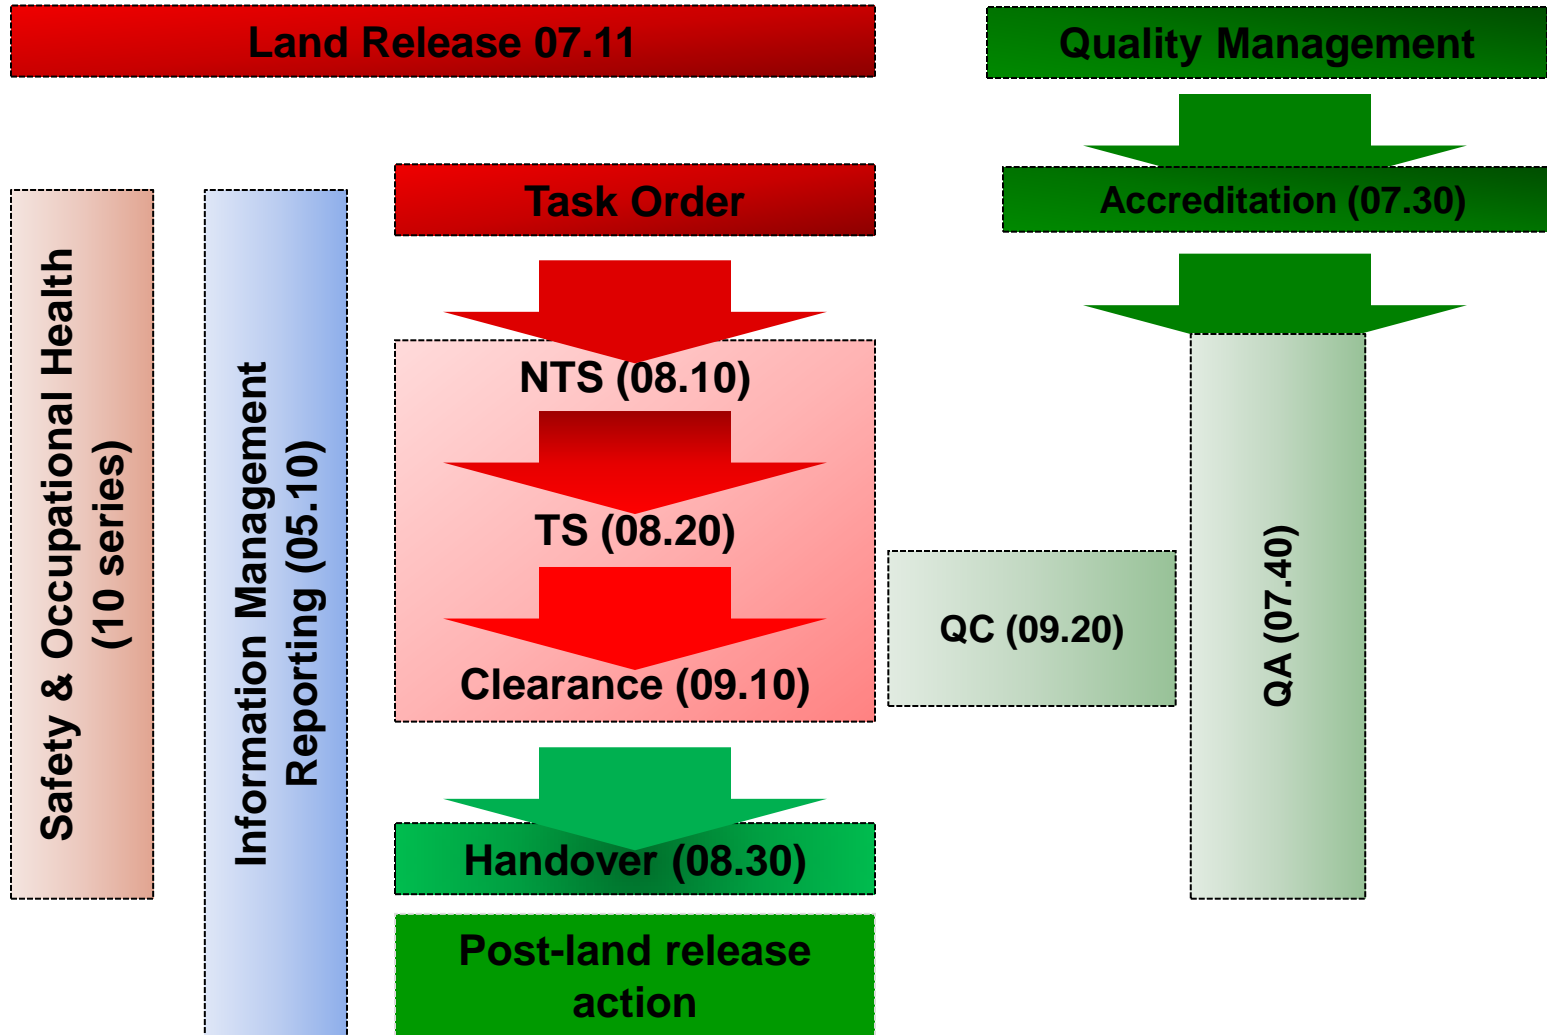 Land Release 07.11
Quality Management
Task Order
Accreditation (07.30)
Safety & Occupational Health
(10 series)
Information Management
Reporting (05.10)
NTS (08.10)
TS (08.20)
Clearance (09.10)
QC (09.20)
QA (07.40)
Handover (08.30)
Post-land release
action